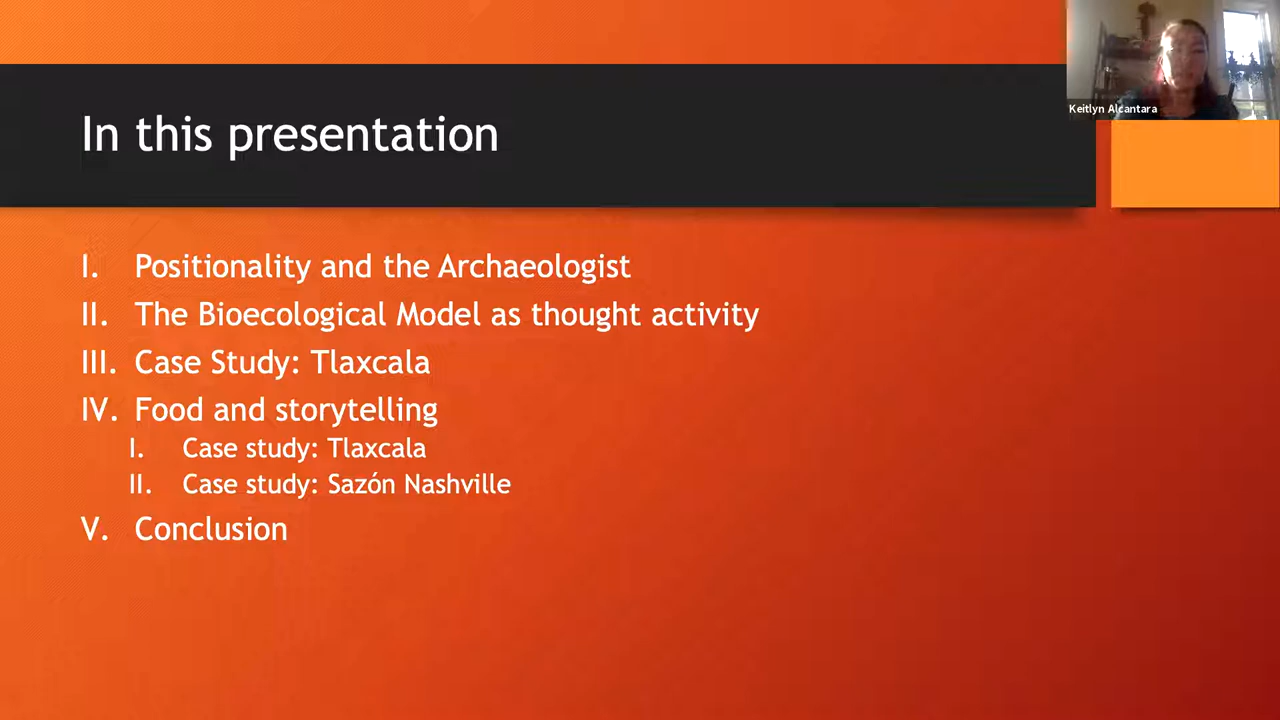 In this presentation
Keitlyn Alcantara
I. Positionality and the Archaeologist
II. The Bioecological Model as thought activity
III. Case Study: Tlaxcala
IV. Food and storytelling
I. Case study: Tlaxcala
II. Case study: Sazón Nashville
V. Conclusion